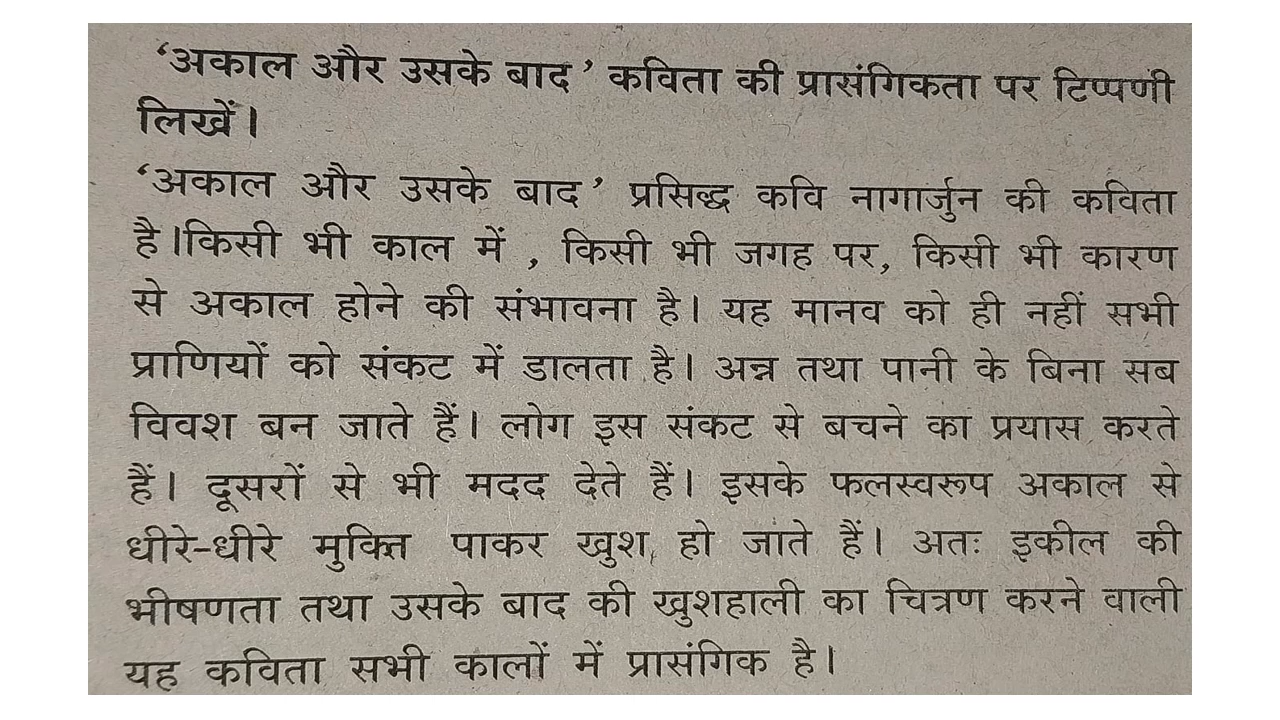 ‘अकाल और उसके बाद’ कविता की प्रासंगिकता पर टिप्पणी
लिखें।
‘अकाल और उसके बाद’ प्रसिद्ध कवि नागार्जुन की कविता
है।किसी भी काल में , किसी भी जगह पर, किसी भी कारण
से अकाल होने की संभावना है। यह मानव को ही नहीं सभी
प्राणियों को संकट में डालता है। अन्न तथा पानी के बिना सब
विवश बन जाते हैं। लोग इस संकट से बचने का प्रयास करते
हैं। दूसरों से भी मदद देते हैं। इसके फलस्वरूप अकाल से
धीरे-धीरे मुक्ति पाकर खुश हो जाते हैं। अतः इकील की
भीषणता तथा उसके बाद की खुशहाली का चित्रण करने वाली
यह कविता सभी कालों में प्रासंगिक है।